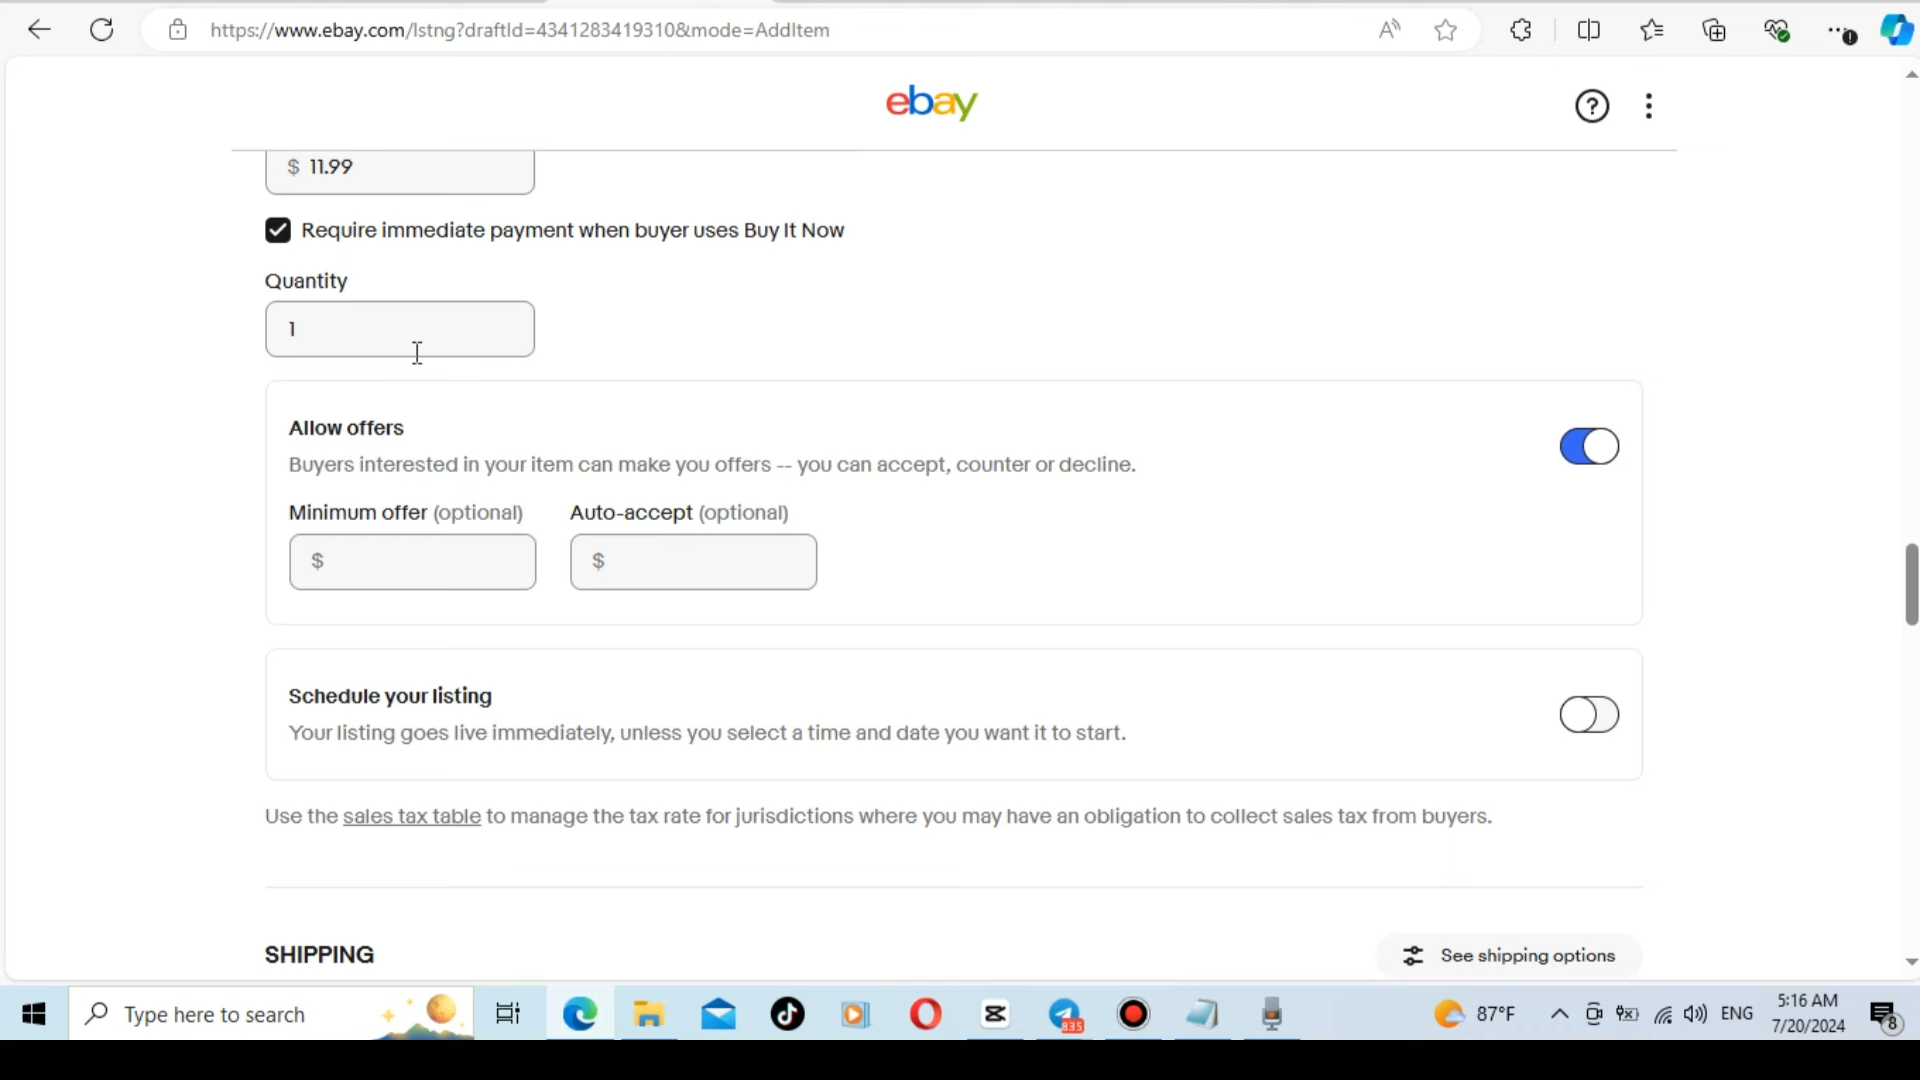 https://www.ebay.com/lstng?draftId=4341283419310&mode=AddItem
ebay
$ 11.99
Require immediate payment when buyer uses Buy It Now
Quantity
1
Allow offers
Buyers interested in your item can make you offers -- you can accept, counter or decline.
Minimum offer (optional) Auto-accept (optional)
$ $
Schedule your listing
Your listing goes live immediately, unless you select a time and date you want it to start.
Use the sales tax table to manage the tax rate for jurisdictions where you may have an obligation to collect sales tax from buyers.
SHIPPING See shipping options
Type here to search 835 87°F ENG 5:16 AM
7/20/2024 8